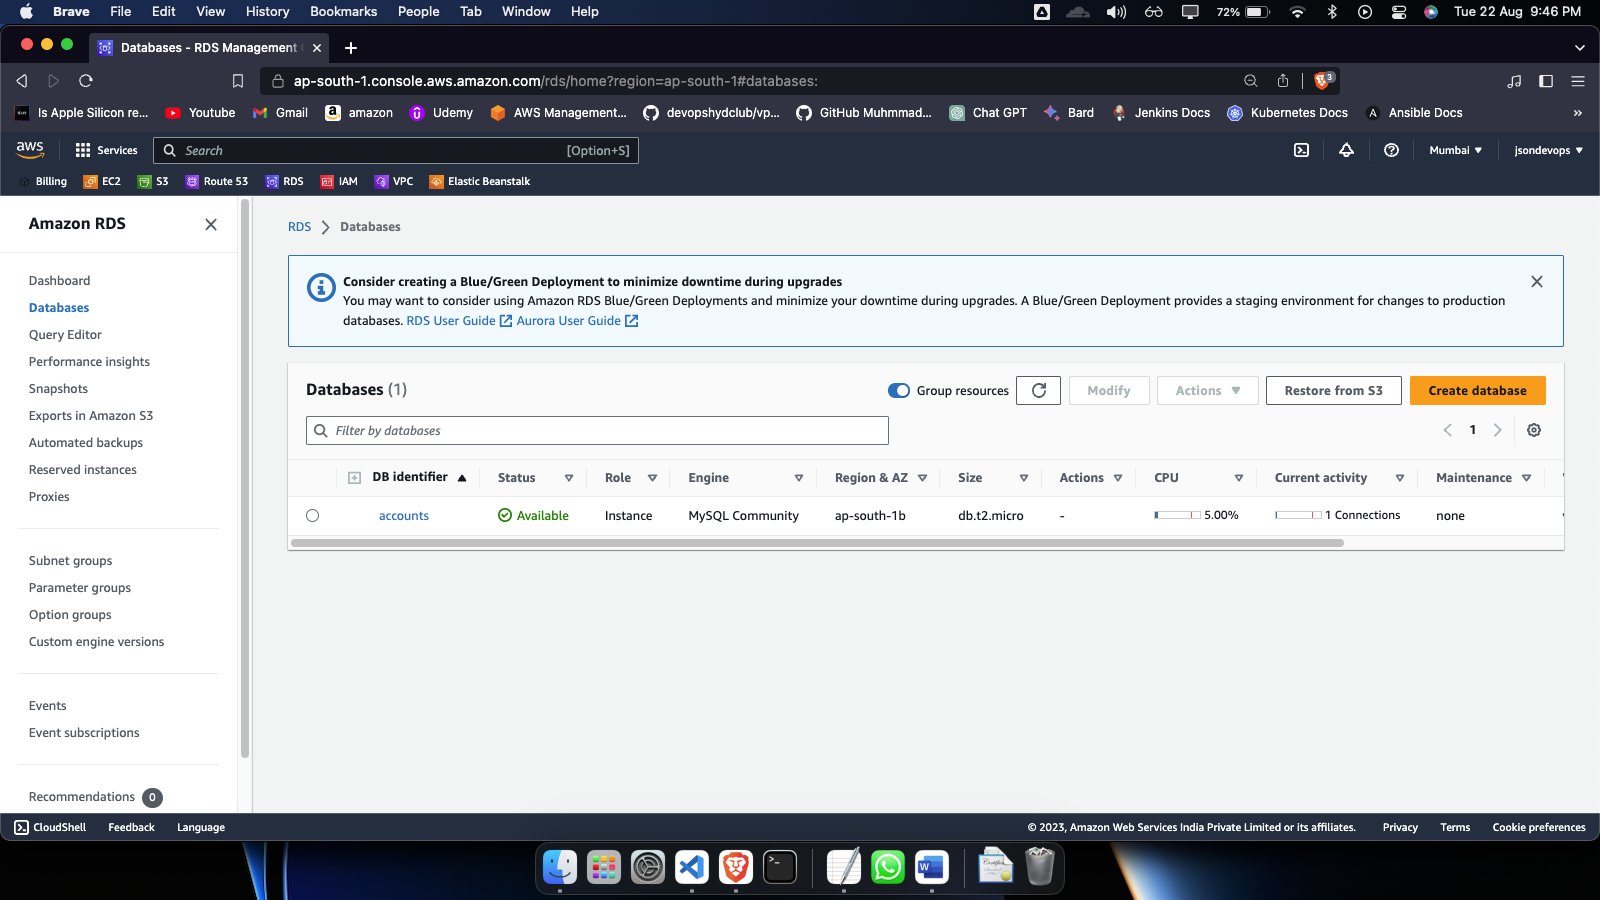 Brave File Edit View History Bookmarks People Tab Window Help 72% Tue 22 Aug 9:46 PM
Databases - RDS Management
ap-south-1.console.aws.amazon.com/rds/home?region=ap-south-1#databases: 3
Is Apple Silicon re... Youtube Gmail amazon Udemy AWS Management... devopshydclub/vp... GitHub Muhmmad... Chat GPT Bard Jenkins Docs Kubernetes Docs Ansible Docs »
aws Services Search [Option+S] Mumbai jsondevops
Billing EC2 S3 Route 53 RDS IAM VPC Elastic Beanstalk
Amazon RDS
Dashboard
Databases
Query Editor
Performance insights
Snapshots
Exports in Amazon S3
Automated backups
Reserved instances
Proxies
Subnet groups
Parameter groups
Option groups
Custom engine versions
Events
Event subscriptions
Recommendations 0
RDS Databases
Consider creating a Blue/Green Deployment to minimize downtime during upgrades
You may want to consider using Amazon RDS Blue/Green Deployments and minimize your downtime during upgrades. A Blue/Green Deployment provides a staging environment for changes to production
databases. RDS User Guide Aurora User Guide
Databases (1) Group resources Modify Actions Restore from S3 Create database
Filter by databases 1
DB identifier Status Role Engine Region & AZ Size Actions CPU Current activity Maintenance
accounts Available Instance MySQL Community ap-south-1b db.t2.micro - 5.00% 1 Connections none
CloudShell Feedback Language © 2023, Amazon Web Services India Private Limited or its affiliates. Privacy Terms Cookie preferences